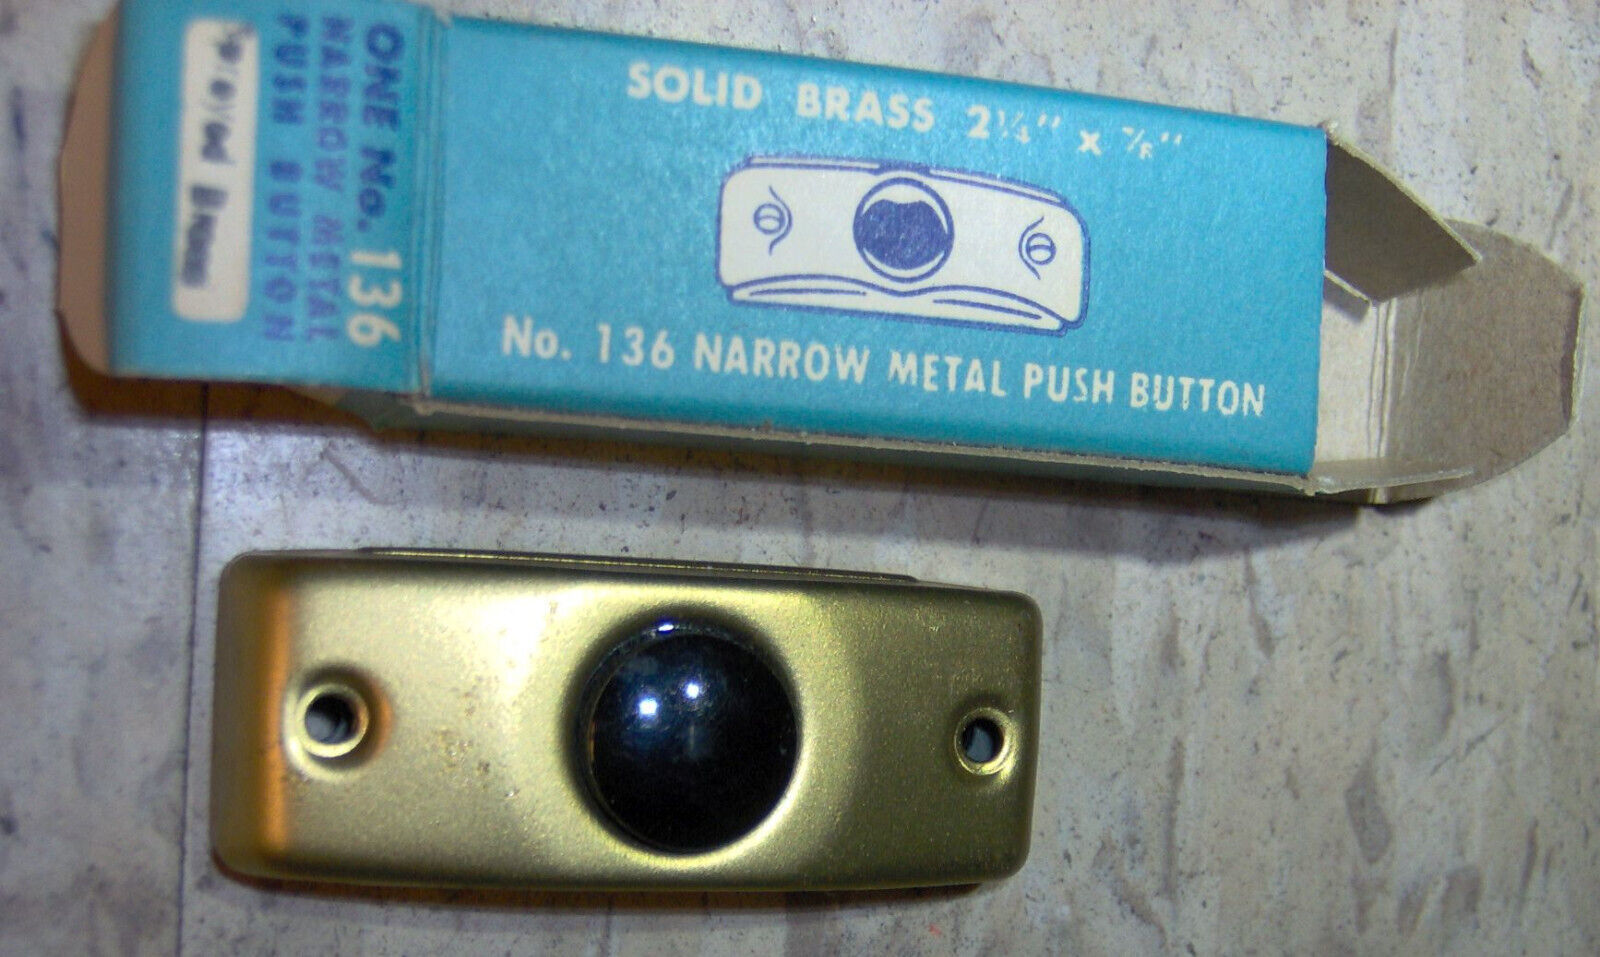 SOLID BRASS 2¼" x ⅞"
No. 136 NARROW METAL PUSH BUTTON
ONE No. 136
NARROW METAL
PUSH BUTTON